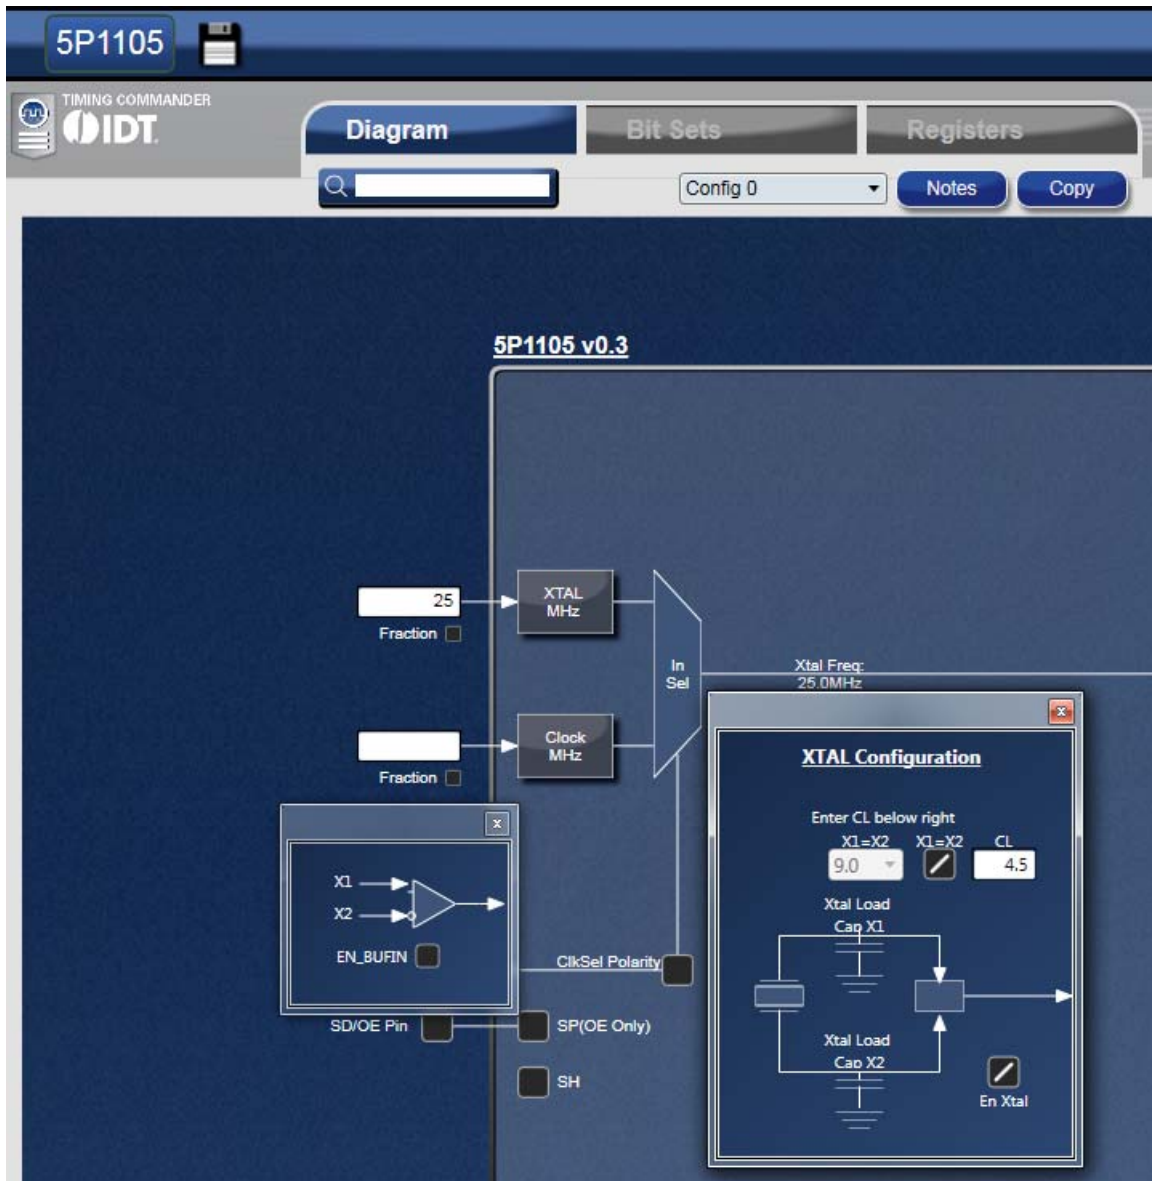 5P1105
TIMING COMMANDER
IDT.
Diagram
Bit Sets
Registers
Config 0
Notes
Copy
5P1105 v0.3
25
XTAL
MHz
Fraction
In
Sel
Xtal Freq:
25.0MHz
Clock
MHz
Fraction
x
XTAL Configuration
Enter CL below right
X1=X2 X1=X2 CL
9.0 4.5
Xtal Load
Cap X1
Xtal Load
Cap X2
En Xtal
x
X1
X2
EN_BUFIN
ClkSel Polarity
SD/OE Pin
SP(OE Only)
SH